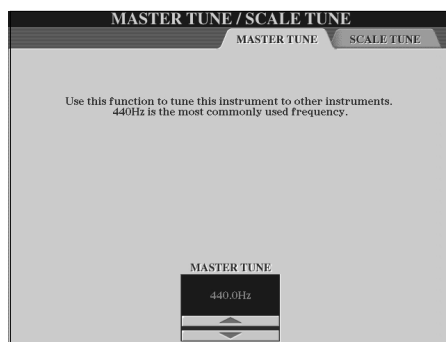 MASTER TUNE / SCALE TUNE
MASTER TUNE
SCALE TUNE
Use this function to tune this instrument to other instruments.
440Hz is the most commonly used frequency.
MASTER TUNE
440.0Hz